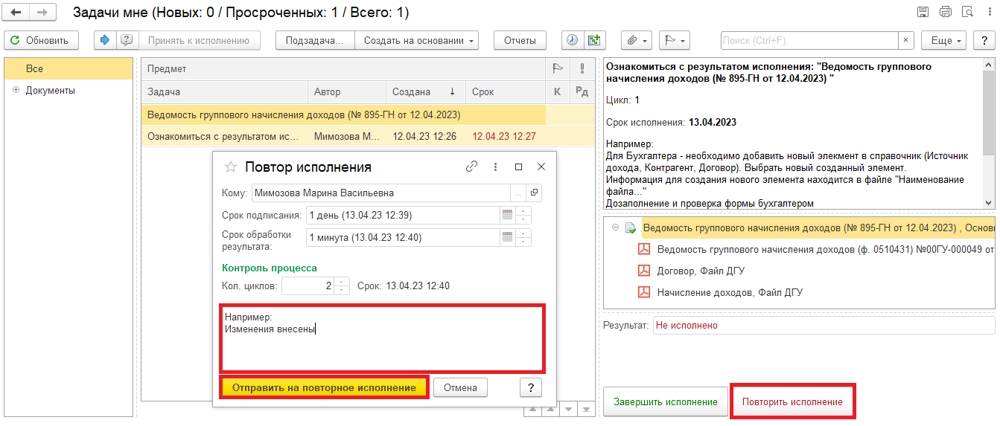 Задачи мне (Новых: 0 / Просроченных: 1 / Всего: 1)
Обновить
Принять к исполнению
Подзадача...
Создать на основании
Отчеты
Поиск (Ctrl+F)
×
Еще
?
Все
Документы
Предмет
Задача
Автор
Создана ↓
Срок
К
Рд
Ведомость группового начисления доходов (№ 895-ГН от 12.04.2023)
Ознакомиться с результатом ис...
Мимозова М...
12.04.23 12:26
12.04.23 12:27
Повтор исполнения
Кому:
Мимозова Марина Васильевна
...
Срок подписания:
1 день (13.04.23 12:39)
Срок обработки
результата:
1 минута (13.04.23 12:40)
Контроль процесса
Кол. циклов:
2
Срок: 13.04.23 12:40
Например:
Изменения внесены
Отправить на повторное исполнение
Отмена
?
Ознакомиться с результатом исполнения: "Ведомость группового
начисления доходов (№ 895-ГН от 12.04.2023) "
Цикл: 1
Срок исполнения: 13.04.2023
Например:
Для Бухгалтера - необходимо добавить новый элекмент в справочник (Источник
дохода, Контрагент, Договор). Выбрать новый созданный элемент.
Информация для создания нового элемента находится в файле "Наименование
файла..."
Дозаполнение и проверка формы бухгалтером
Ведомость группового начисления доходов (№ 895-ГН от 12.04.2023) , Основн
Ведомость группового начисления доходов (ф. 0510431) №00ГУ-000049 от
Договор, Файл ДГУ
Начисление доходов, Файл ДГУ
Результат:
Не исполнено
Завершить исполнение
Повторить исполнение